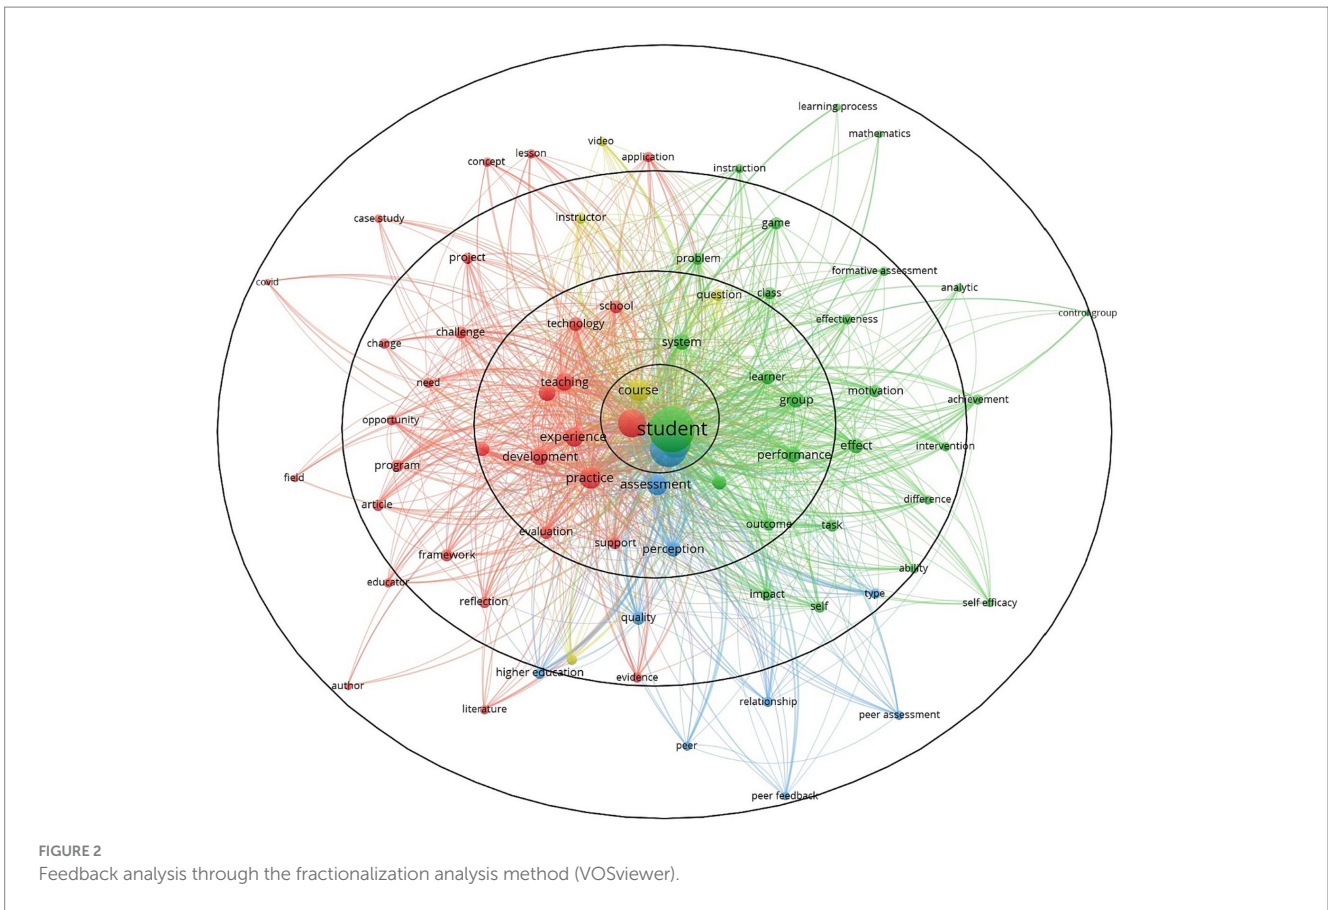 learning process
mathematics
video
lesson
application
concept
instruction
case study
instructor
game
project
problem
formative assessment
covid
analytic
question
class
school
control group
technology
effectiveness
challenge
change
system
need
teaching
course
learner
motivation
group
achievement
opportunity
student
experience
effect
intervention
development
performance
program
field
practice
assessment
article
difference
outcome
task
evaluation
support
perception
framework
ability
educator
reflection
impact
type
self
self efficacy
quality
higher education
evidence
author
relationship
literature
peer assessment
peer
peer feedback
FIGURE 2
Feedback analysis through the fractionalization analysis method (VOSviewer).